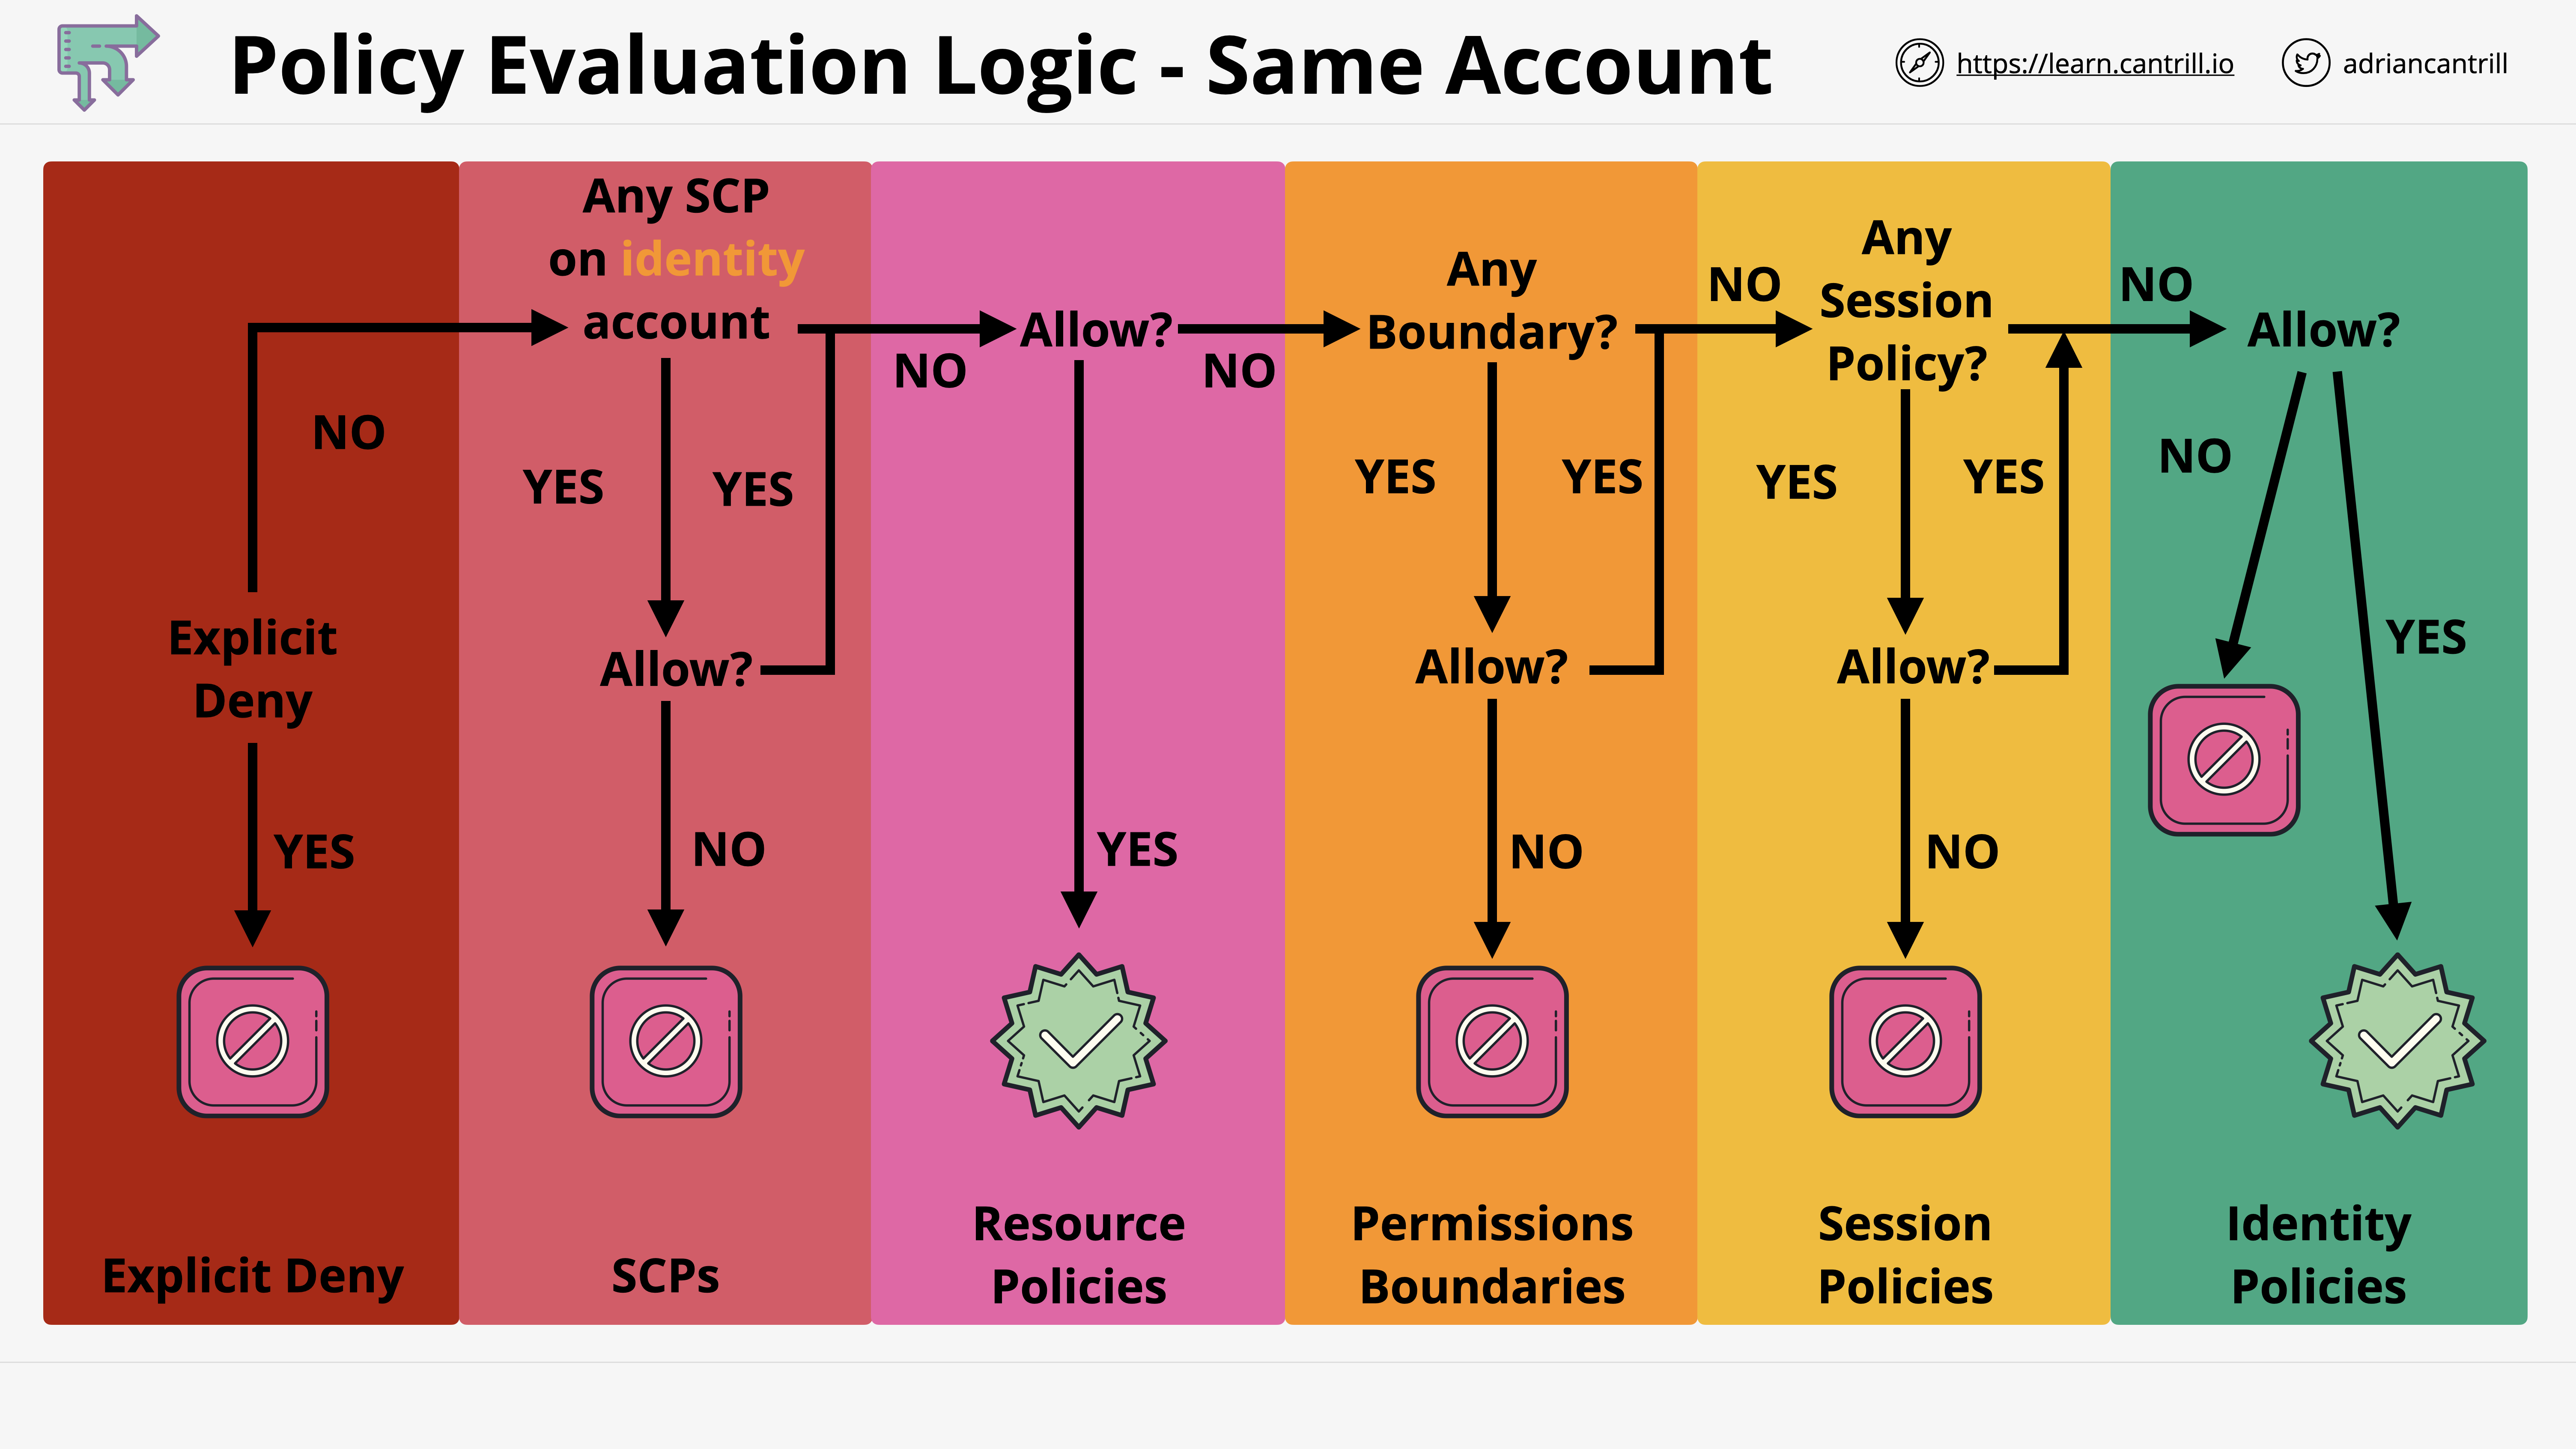 Policy Evaluation Logic - Same Account
https://learn.cantrill.io
adriancantrill
NO
Explicit
Deny
YES
Explicit Deny
Any SCP
on identity
account
YES
YES
Allow?
NO
SCPs
NO
Allow?
NO
YES
Resource
Policies
Any
Boundary?
YES
YES
Allow?
NO
Permissions
Boundaries
NO
Any
Session
Policy?
YES
YES
Allow?
NO
Session
Policies
NO
Allow?
NO
YES
Identity
Policies